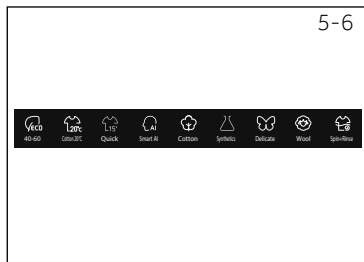 5-6
ECO 20℃ 15' AI
40-60 Cotton 20℃ Quick Smart AI Cotton Synthetics Delicate Wool Spin+Rinse